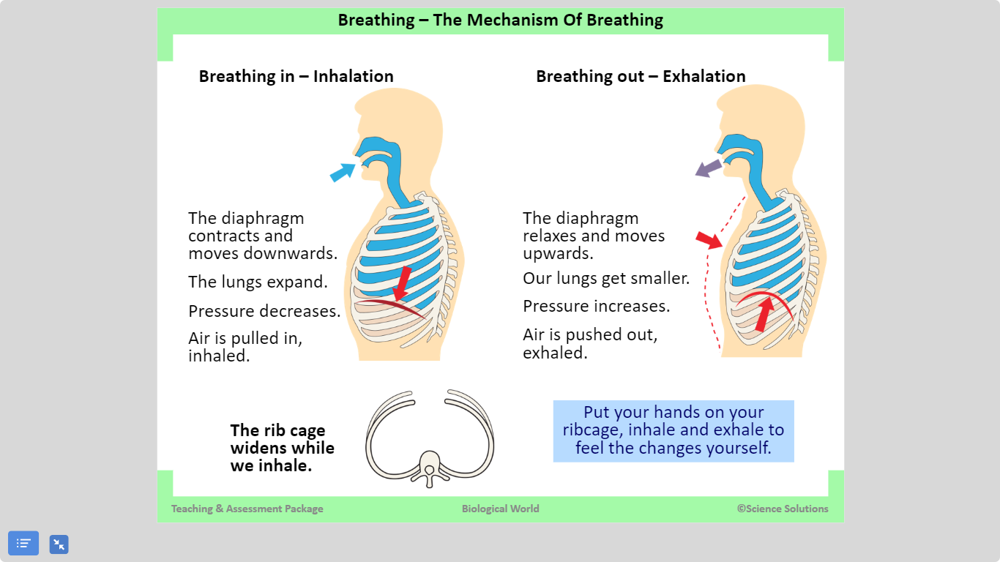 Breathing – The Mechanism Of Breathing
Breathing in – Inhalation
The diaphragm
contracts and
moves downwards.
The lungs expand.
Pressure decreases.
Air is pulled in,
inhaled.
Breathing out – Exhalation
The diaphragm
relaxes and moves
upwards.
Our lungs get smaller.
Pressure increases.
Air is pushed out,
exhaled.
The rib cage
widens while
we inhale.
Put your hands on your
ribcage, inhale and exhale to
feel the changes yourself.
Teaching & Assessment Package
Biological World
©Science Solutions